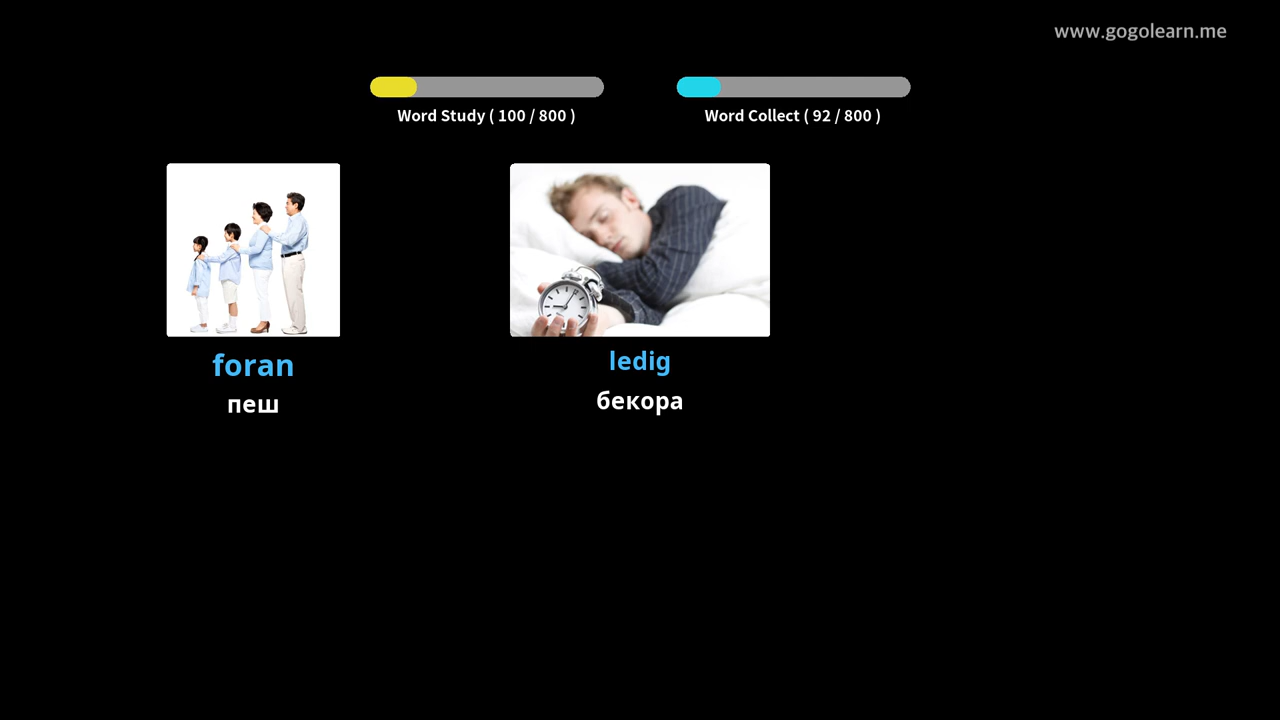 www.gogolearn.me
Word Study ( 100 / 800 )
Word Collect ( 92 / 800 )
foran
пеш
ledig
бекора